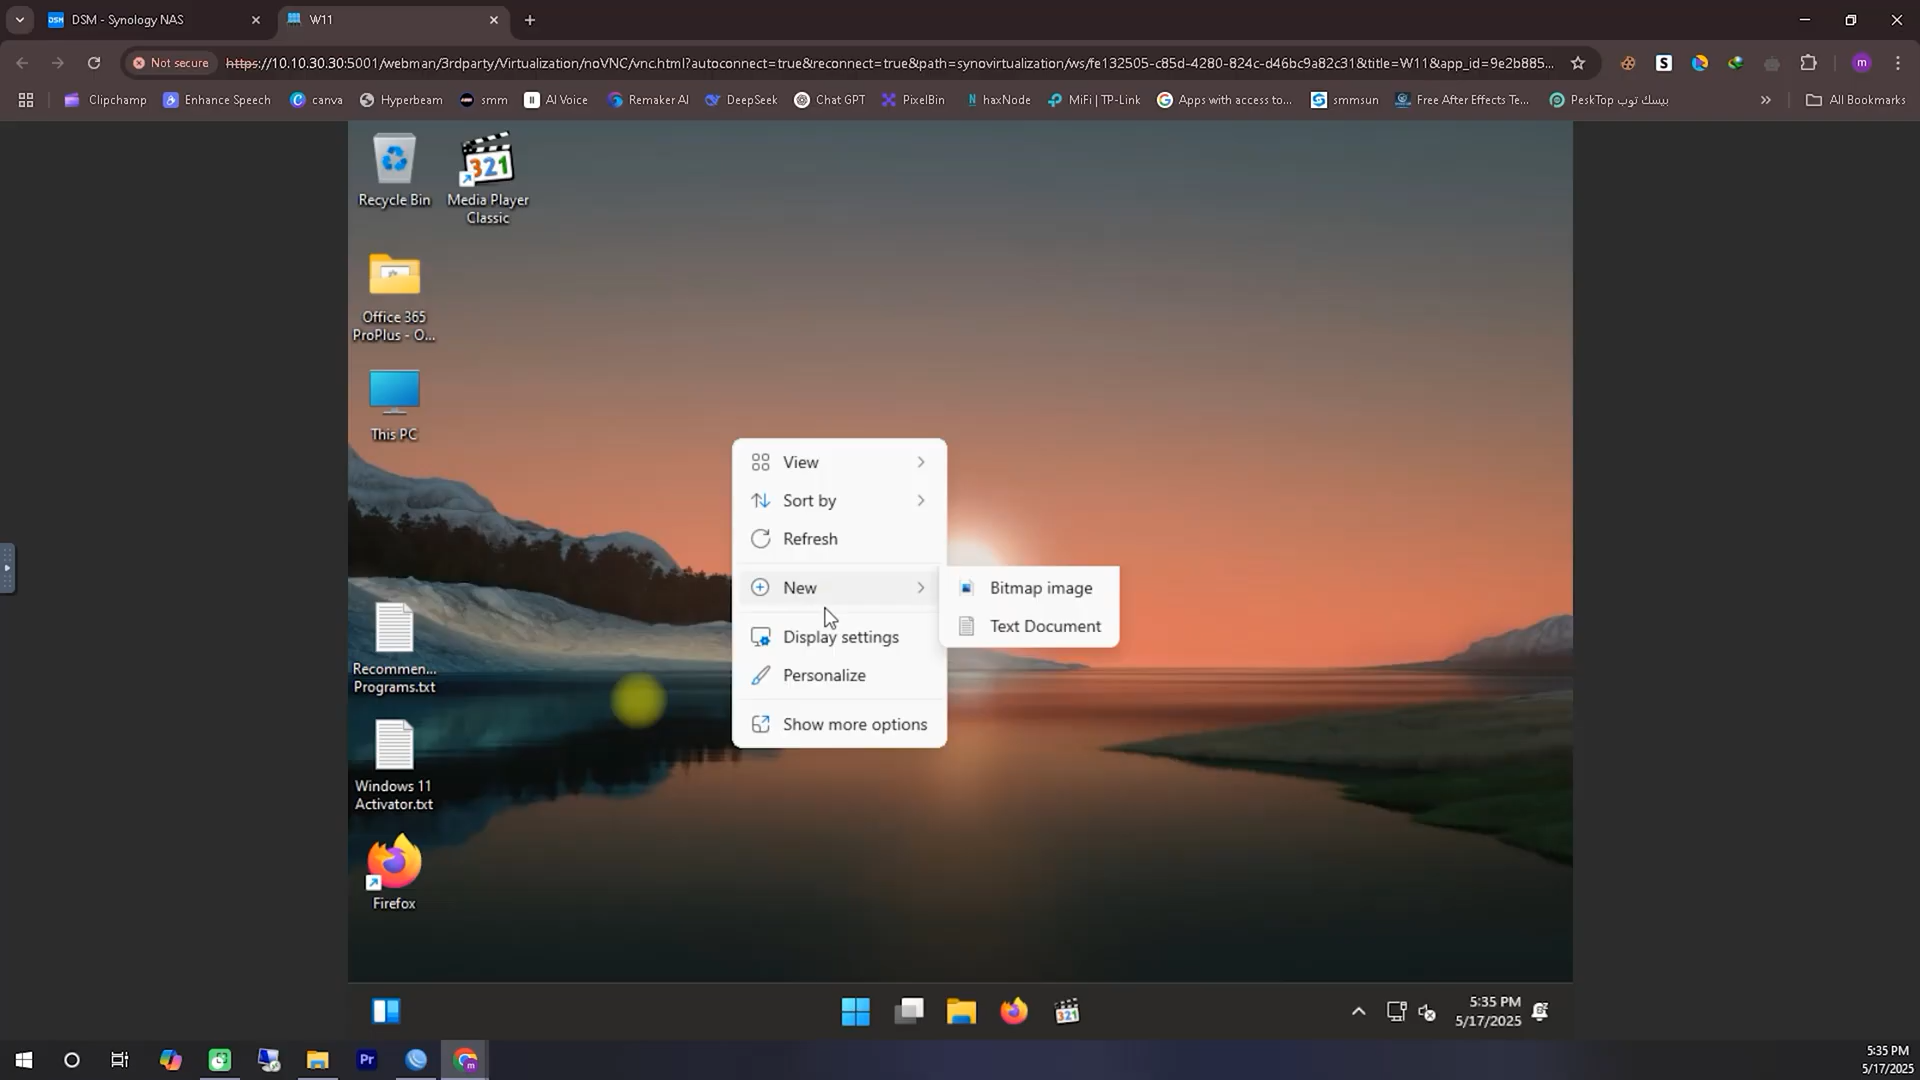 DSM - Synology NAS
W11
Not secure
https://10.10.30.30:5001/webman/3rdparty/Virtualization/noVNC/vnc.html?autoconnect=true&reconnect=true&path=synovirtualization/ws/fe132505-c85d-4280-824c-d46bc9a82c31&title=W11&app_id=9e2b885...
m
Clipchamp
Enhance Speech
canva
Hyperbeam
smm
AI Voice
Remaker AI
DeepSeek
Chat GPT
PixelBin
haxNode
MiFi | TP-Link
Apps with access to...
smmsun
Free After Effects Te...
PeskTop بيسك توب
All Bookmarks
Recycle Bin
Media Player
Classic
Office 365
ProPlus - O...
This PC
Recommen...
Programs.txt
Windows 11
Activator.txt
Firefox
View
Sort by
Refresh
New
Display settings
Personalize
Show more options
Bitmap image
Text Document
5:35 PM
5/17/2025
5:35 PM
5/17/2025